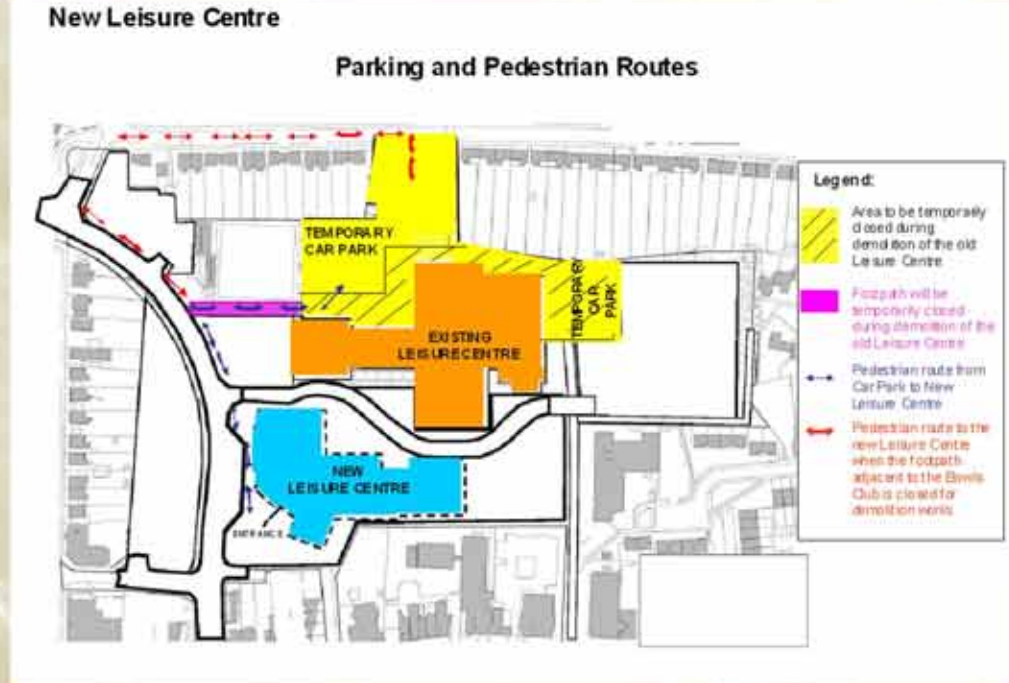 New Leisure Centre
Parking and Pedestrian Routes
TEMPORARY
CAR PARK
TEMPORARY
CAR
PARK
EXISTING
LEISURE CENTRE
NEW
LEISURE CENTRE
ENTRANCE
Legend:
Area to be temporarily
closed during
demolition of the old
Leisure Centre
Footpath will be
temporarily closed
during demolition of the
old Leisure Centre
Pedestrian route from
Car Park to New
Leisure Centre
Pedestrian route to the
new Leisure Centre
when the footpath
adjacent to the Bowls
Club is closed for
demolition works